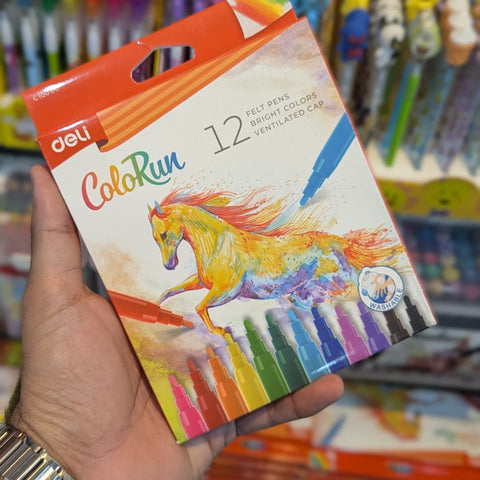 deli
ColoRun
12
FELT PENS
BRIGHT COLORS
VENTILATED CAP
WASHABLE